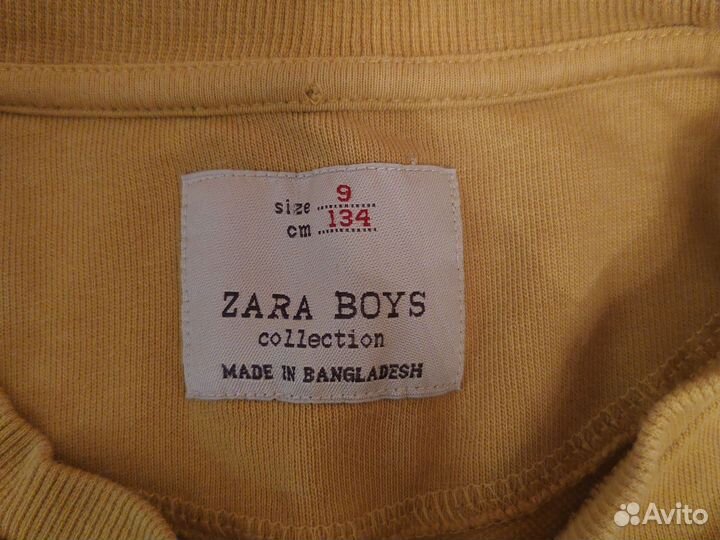 size 9
cm 134
ZARA BOYS
collection
MADE IN BANGLADESH
Avito